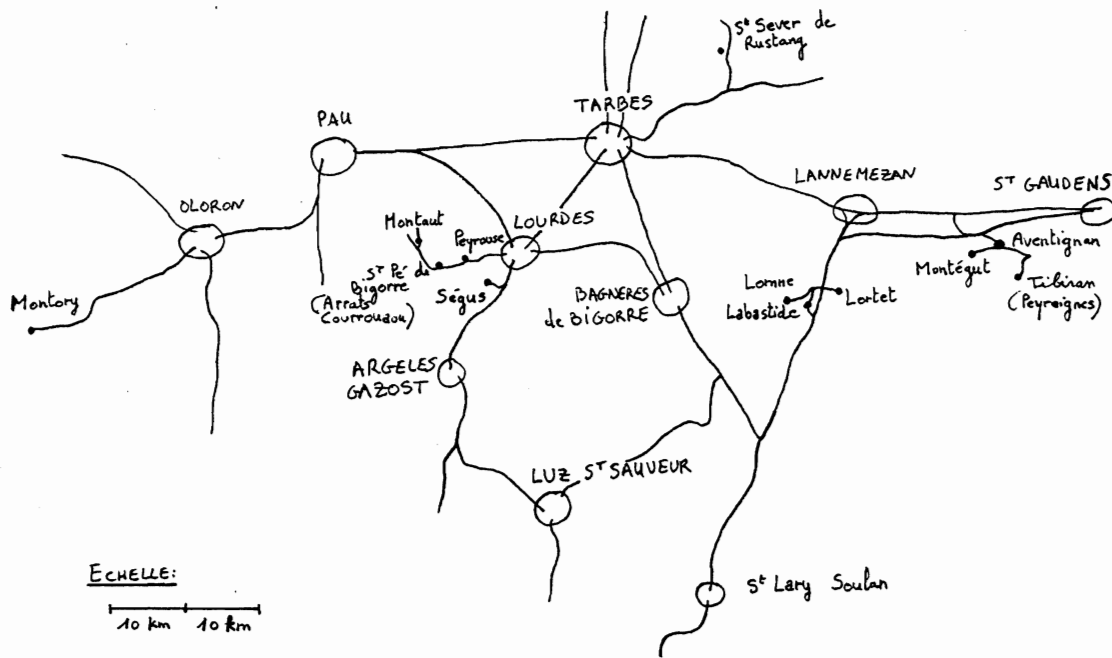 St Sever de
Rustang
TARBES
PAU
LANNEMEZAN
ST GAUDENS
OLORON
Montaut
LOURDES
Peyrouse
Aventignan
St Pé de
Bigorre
Montégut
Ségus
Lomne
Lortet
Tibiran
(Peyraignes)
Montory
(Arrats
Courroudou)
BAGNERES
de BIGORRE
Labastide
ARGELES
GAZOST
LUZ ST SAUVEUR
ECHELLE:
St Lary Soulan
10 km 10 km